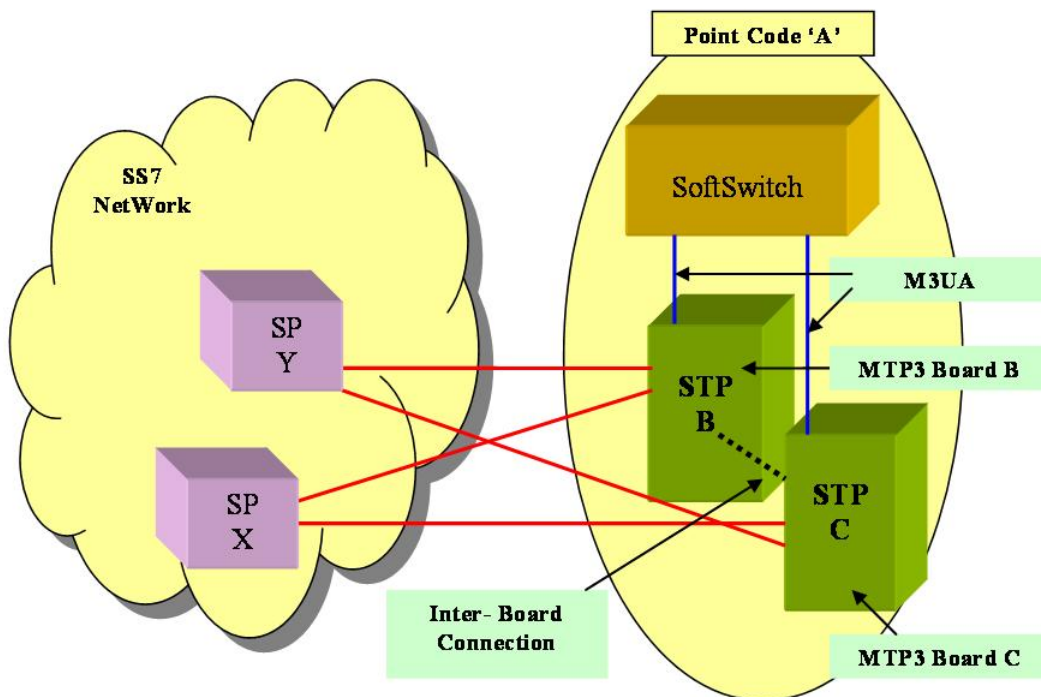 Point Code ‘A’
SS7
NetWork
SoftSwitch
M3UA
SP
Y
STP
B
MTP3 Board B
SP
X
STP
C
Inter- Board
Connection
MTP3 Board C